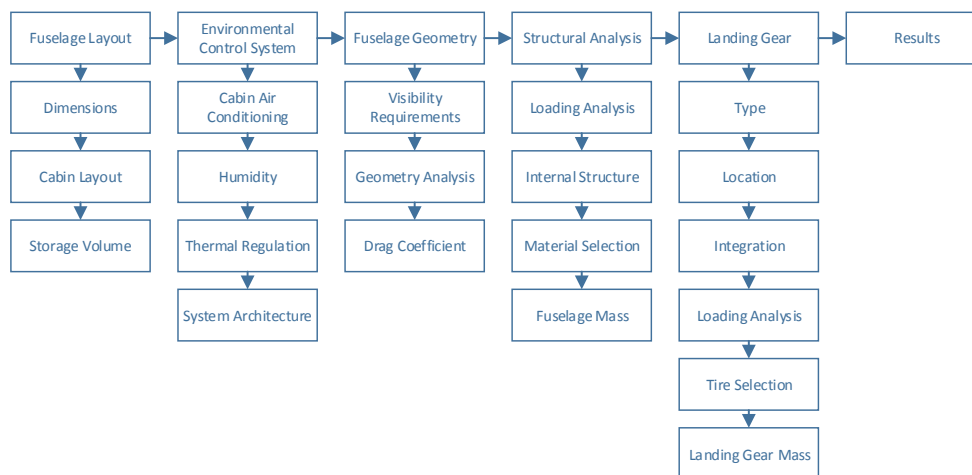 Fuselage Layout
Environmental
Control System
Fuselage Geometry
Structural Analysis
Landing Gear
Results
Dimensions
Cabin Air
Conditioning
Visibility
Requirements
Loading Analysis
Type
Cabin Layout
Humidity
Geometry Analysis
Internal Structure
Location
Storage Volume
Thermal Regulation
Drag Coefficient
Material Selection
Integration
System Architecture
Fuselage Mass
Loading Analysis
Tire Selection
Landing Gear Mass